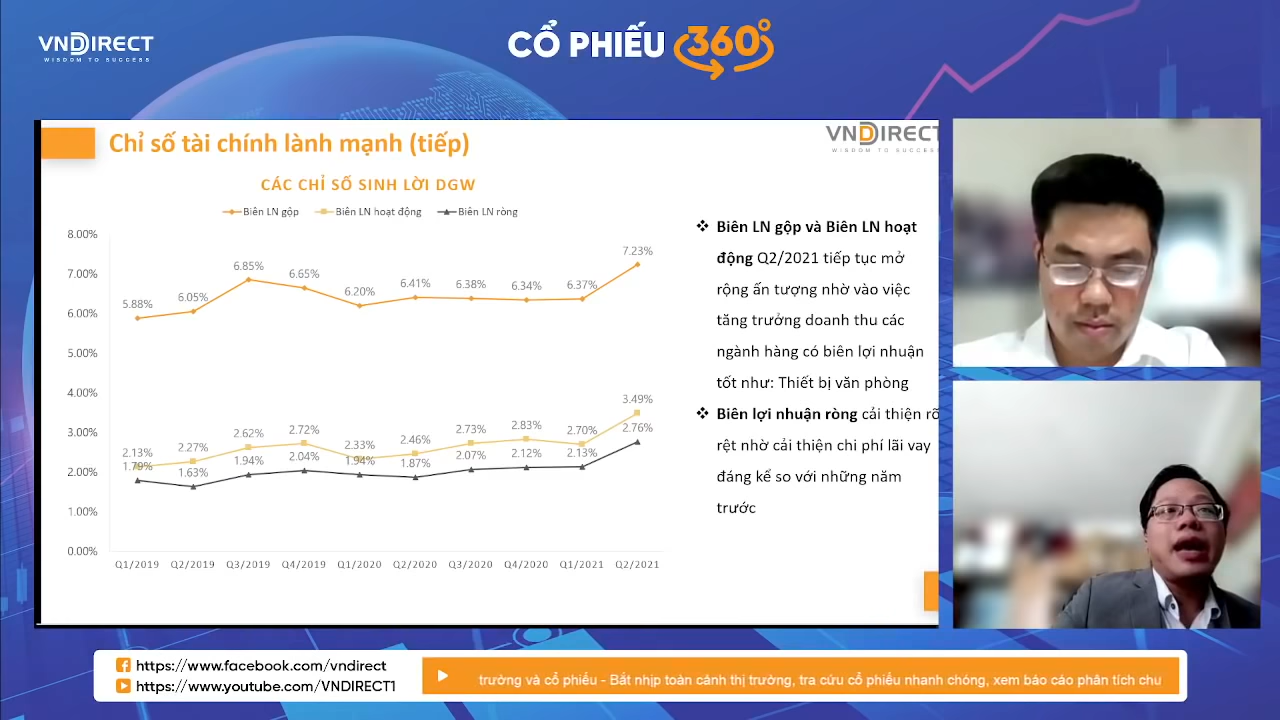 VNDIRECT
WISDOM TO SUCCESS
CỔ PHIẾU 360°
Chỉ số tài chính lành mạnh (tiếp)
VNDIRECT
WISDOM TO SUCCESS
CÁC CHỈ SỐ SINH LỜI DGW
Biên LN gộp Biên LN hoạt động Biên LN ròng
8.00%
7.00%
6.00%
5.00%
4.00%
3.00%
2.00%
1.00%
0.00%
5.88% 6.05% 6.85% 6.65% 6.20% 6.41% 6.38% 6.34% 6.37% 7.23%
2.13% 2.27% 2.62% 2.72% 2.33% 2.46% 2.73% 2.83% 2.70% 3.49%
1.79% 1.63% 1.94% 2.04% 1.94% 1.87% 2.07% 2.12% 2.13% 2.76%
Q1/2019 Q2/2019 Q3/2019 Q4/2019 Q1/2020 Q2/2020 Q3/2020 Q4/2020 Q1/2021 Q2/2021
❖ Biên LN gộp và Biên LN hoạt
động Q2/2021 tiếp tục mở
rộng ấn tượng nhờ vào việc
tăng trưởng doanh thu các
ngành hàng có biên lợi nhuận
tốt như: Thiết bị văn phòng
❖ Biên lợi nhuận ròng cải thiện rõ
rệt nhờ cải thiện chi phí lãi vay
đáng kể so với những năm
trước
https://www.facebook.com/vndirect
https://www.youtube.com/VNDIRECT1
trường và cổ phiếu - Bắt nhịp toàn cảnh thị trường, tra cứu cổ phiếu nhanh chóng, xem báo cáo phân tích chu